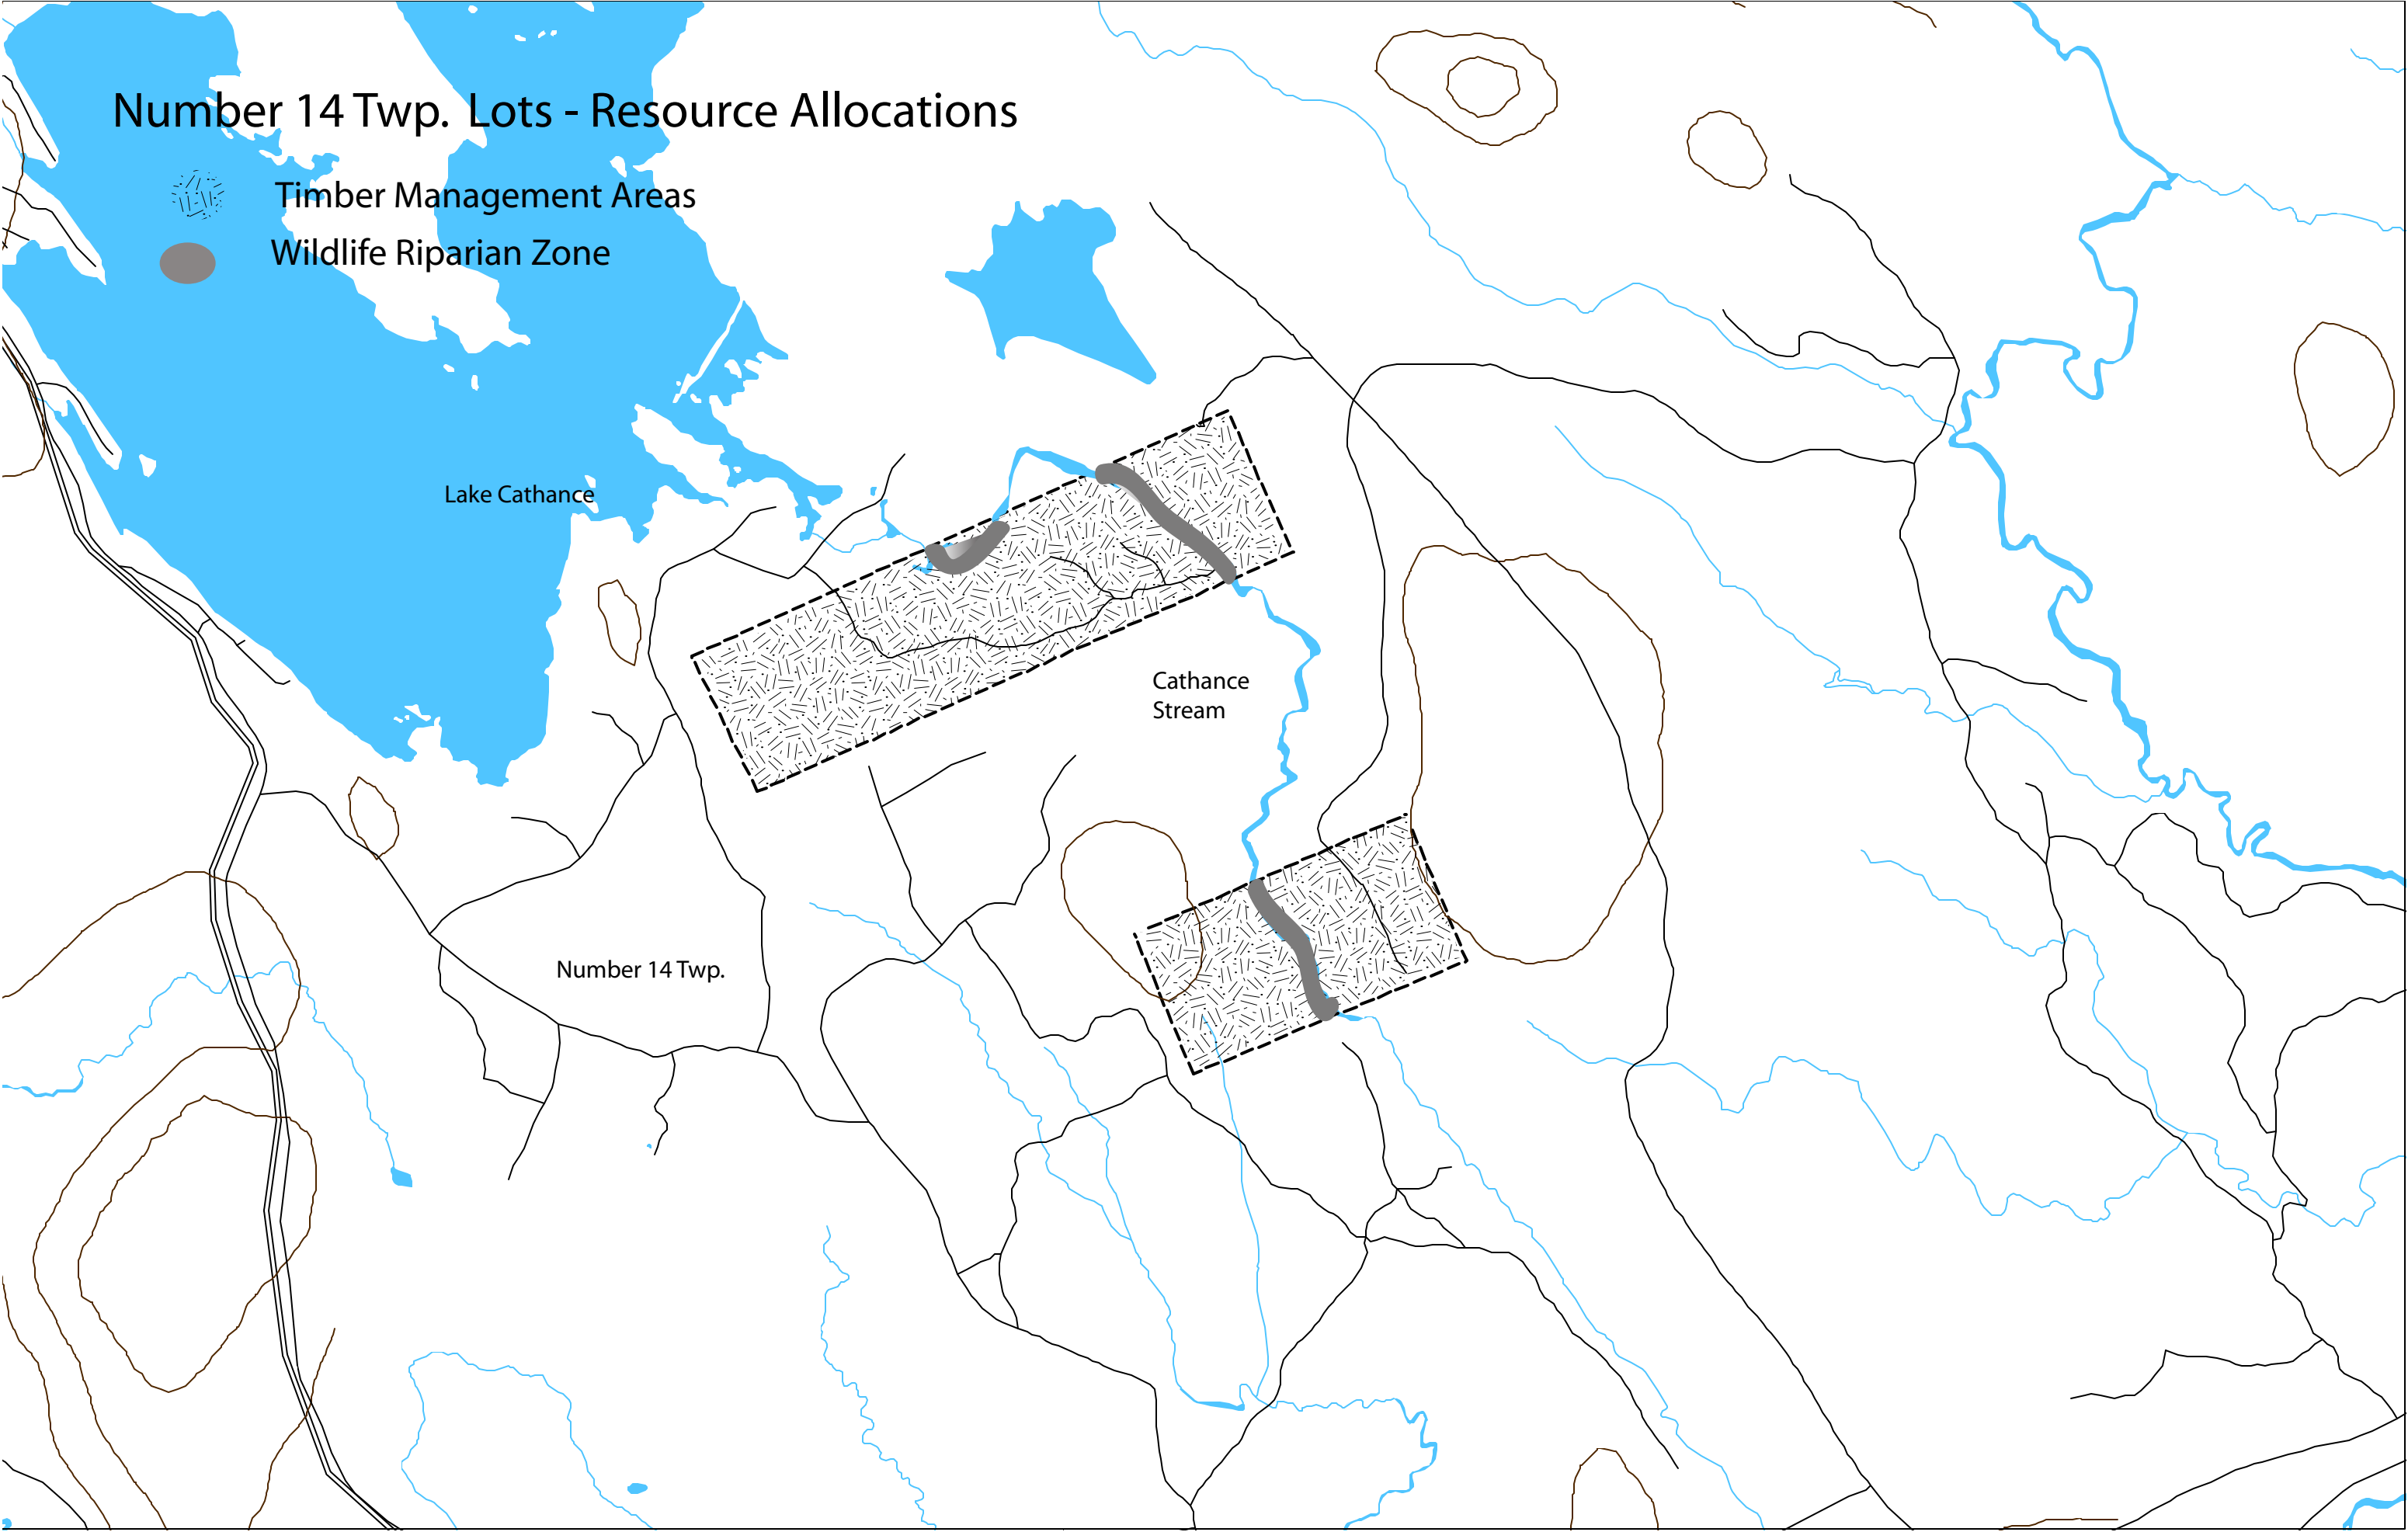 Number 14 Twp.  Lots - Resource Allocations
Timber Management Areas
Wildlife Riparian Zone
Lake Cathance
Cathance
Stream
Number 14 Twp.